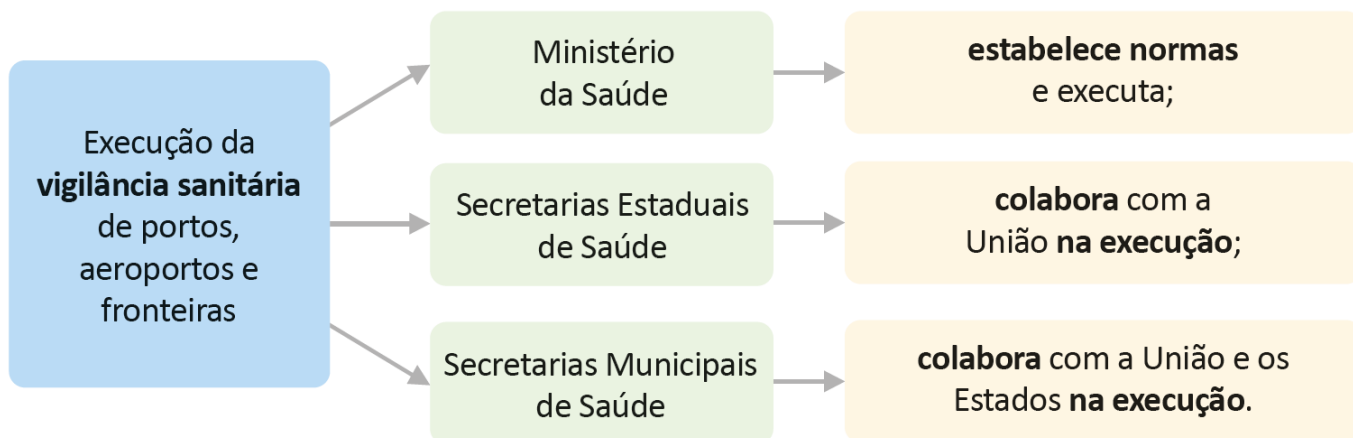 Execução da
vigilância sanitária
de portos,
aeroportos e
fronteiras
Ministério
da Saúde
estabelece normas
e executa;
Secretarias Estaduais
de Saúde
colabora com a
União na execução;
Secretarias Municipais
de Saúde
colabora com a União e os
Estados na execução.